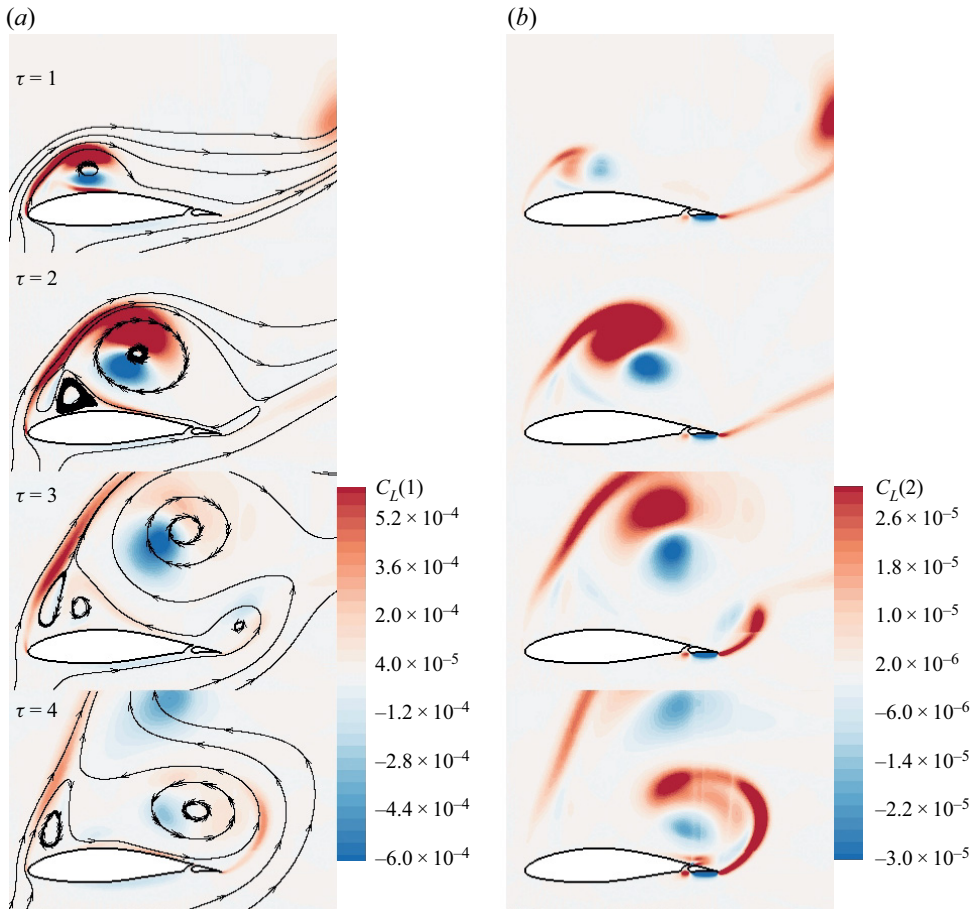 (a)
(b)
τ = 1
τ = 2
τ = 3
τ = 4
C_L(1)
5.2 × 10⁻⁴
3.6 × 10⁻⁴
2.0 × 10⁻⁴
4.0 × 10⁻⁵
–1.2 × 10⁻⁴
–2.8 × 10⁻⁴
–4.4 × 10⁻⁴
–6.0 × 10⁻⁴
C_L(2)
2.6 × 10⁻⁵
1.8 × 10⁻⁵
1.0 × 10⁻⁵
2.0 × 10⁻⁶
–6.0 × 10⁻⁶
–1.4 × 10⁻⁵
–2.2 × 10⁻⁵
–3.0 × 10⁻⁵